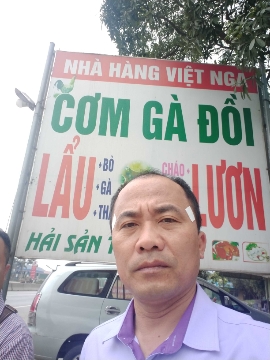 NHÀ HÀNG VIỆT NGA
CƠM GÀ ĐỒI
LẨU
• BÒ
• GÀ
CHÁO
LƯƠN
HẢI SẢN